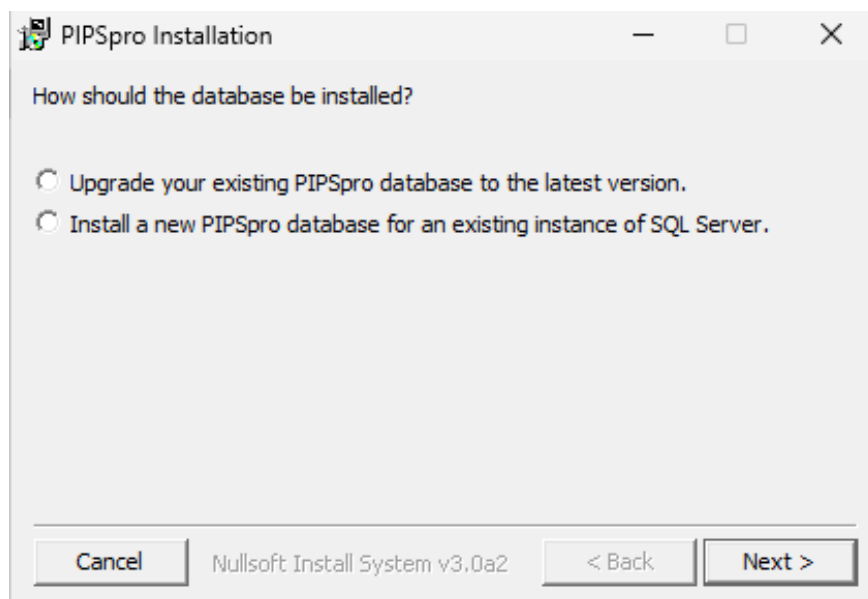 PIPSpro Installation
How should the database be installed?
Upgrade your existing PIPSpro database to the latest version.
Install a new PIPSpro database for an existing instance of SQL Server.
Cancel
Nullsoft Install System v3.0a2
< Back
Next >